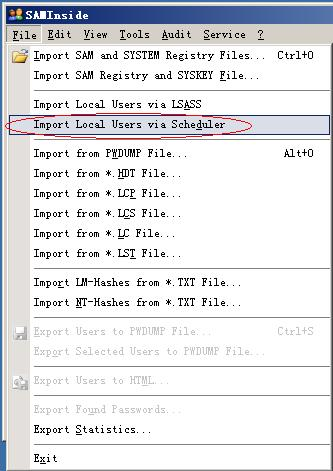 SAMInside
File Edit View Tools Audit Service ?
Import SAM and SYSTEM Registry Files... Ctrl+O
Import SAM Registry and SYSKEY File...
Import Local Users via LSASS
Import Local Users via Scheduler
Import from PWDUMP File... Alt+O
Import from *.HDT File...
Import from *.LCP File...
Import from *.LCS File...
Import from *.LC File...
Import from *.LST File...
Import LM-Hashes from *.TXT File...
Import NT-Hashes from *.TXT File...
Export Users to PWDUMP File... Ctrl+S
Export Selected Users to PWDUMP File...
Export Users to HTML...
Export Found Passwords...
Export Statistics...
Exit